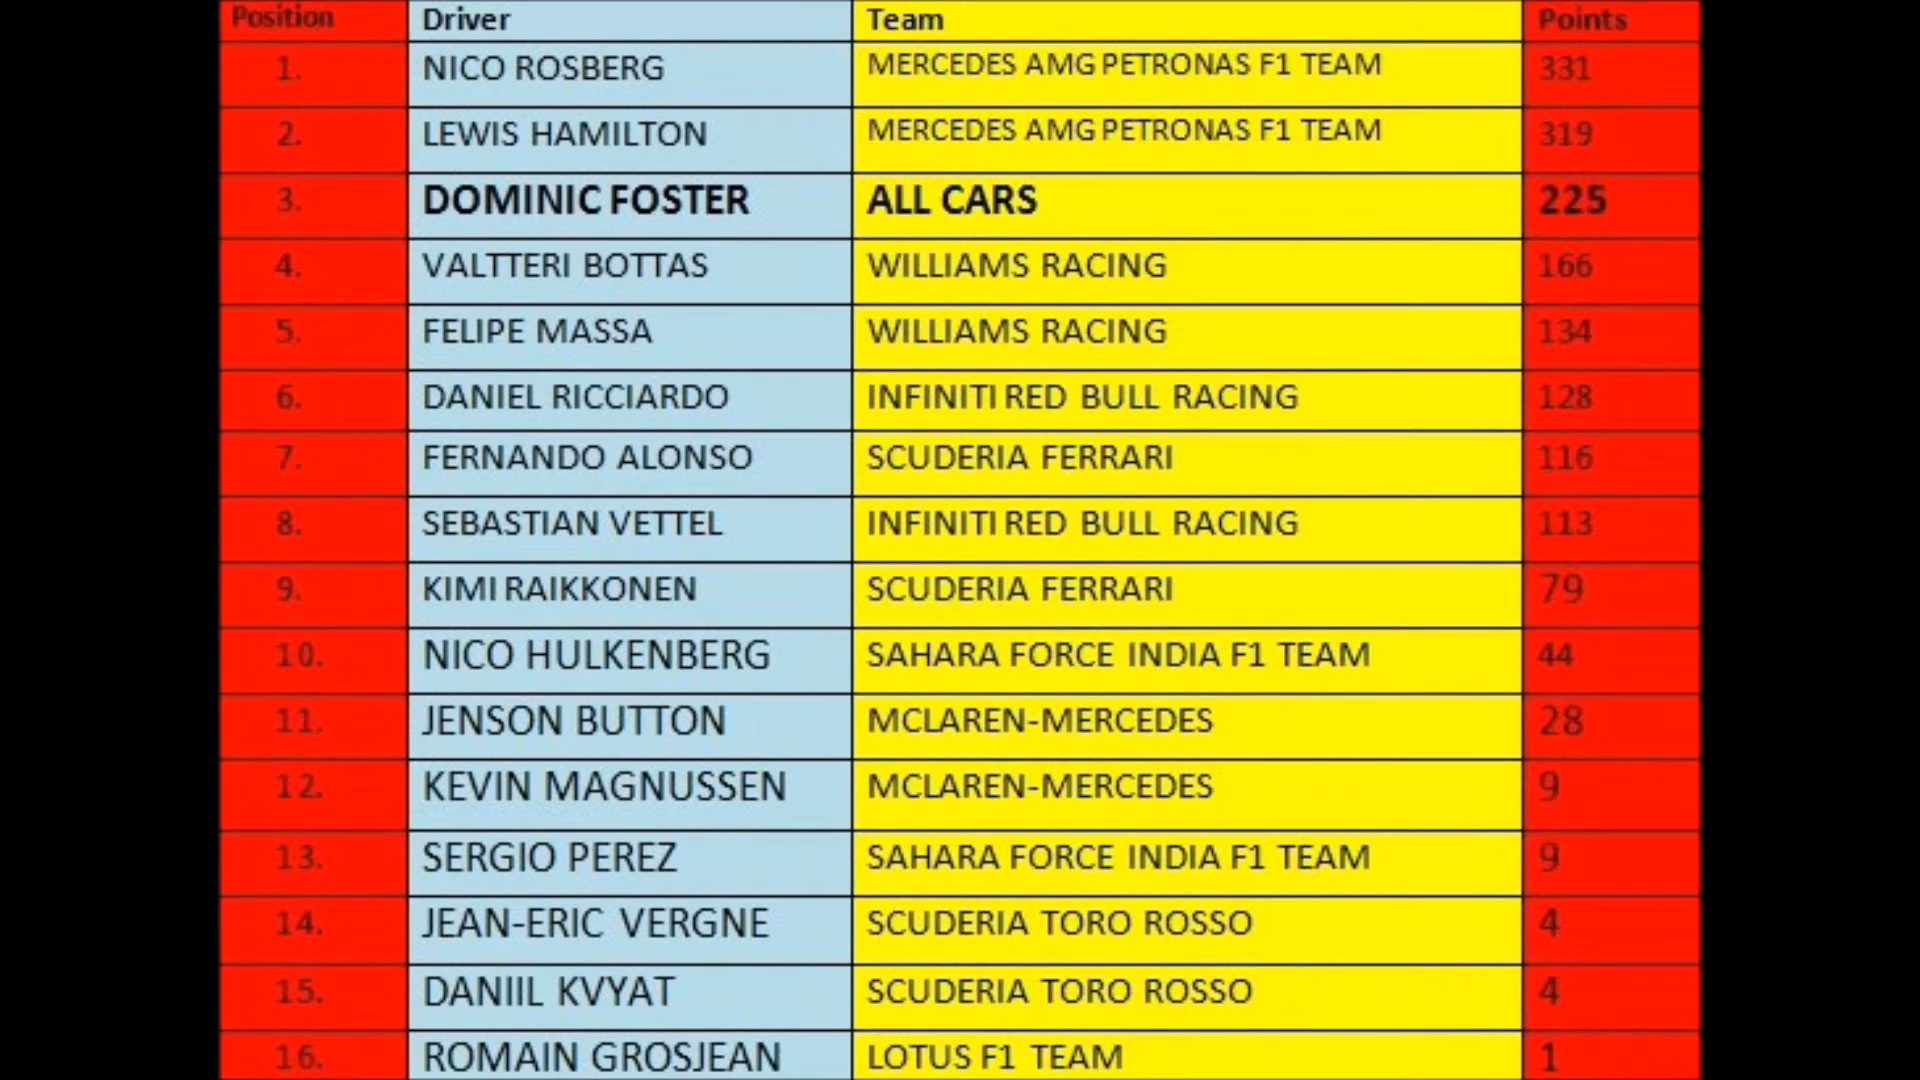 Position Driver Team Points
1. NICO ROSBERG MERCEDES AMG PETRONAS F1 TEAM 331
2. LEWIS HAMILTON MERCEDES AMG PETRONAS F1 TEAM 319
3. DOMINIC FOSTER ALL CARS 225
4. VALTTERI BOTTAS WILLIAMS RACING 166
5. FELIPE MASSA WILLIAMS RACING 134
6. DANIEL RICCIARDO INFINITI RED BULL RACING 128
7. FERNANDO ALONSO SCUDERIA FERRARI 116
8. SEBASTIAN VETTEL INFINITI RED BULL RACING 113
9. KIMI RAIKKONEN SCUDERIA FERRARI 79
10. NICO HULKENBERG SAHARA FORCE INDIA F1 TEAM 44
11. JENSON BUTTON MCLAREN-MERCEDES 28
12. KEVIN MAGNUSSEN MCLAREN-MERCEDES 9
13. SERGIO PEREZ SAHARA FORCE INDIA F1 TEAM 9
14. JEAN-ERIC VERGNE SCUDERIA TORO ROSSO 4
15. DANIIL KVYAT SCUDERIA TORO ROSSO 4
16. ROMAIN GROSJEAN LOTUS F1 TEAM 1